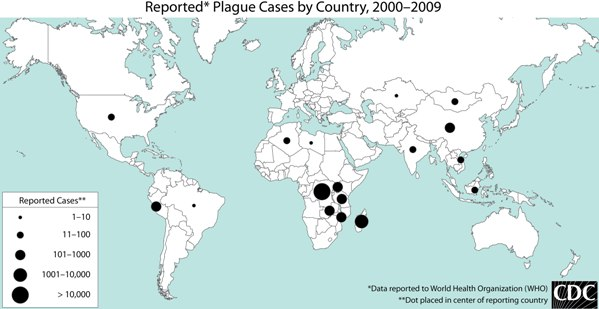 Reported* Plague Cases by Country, 2000–2009
Reported Cases**
1–10
11–100
101–1000
1001–10,000
> 10,000
*Data reported to World Health Organization (WHO)
**Dot placed in center of reporting country
CDC